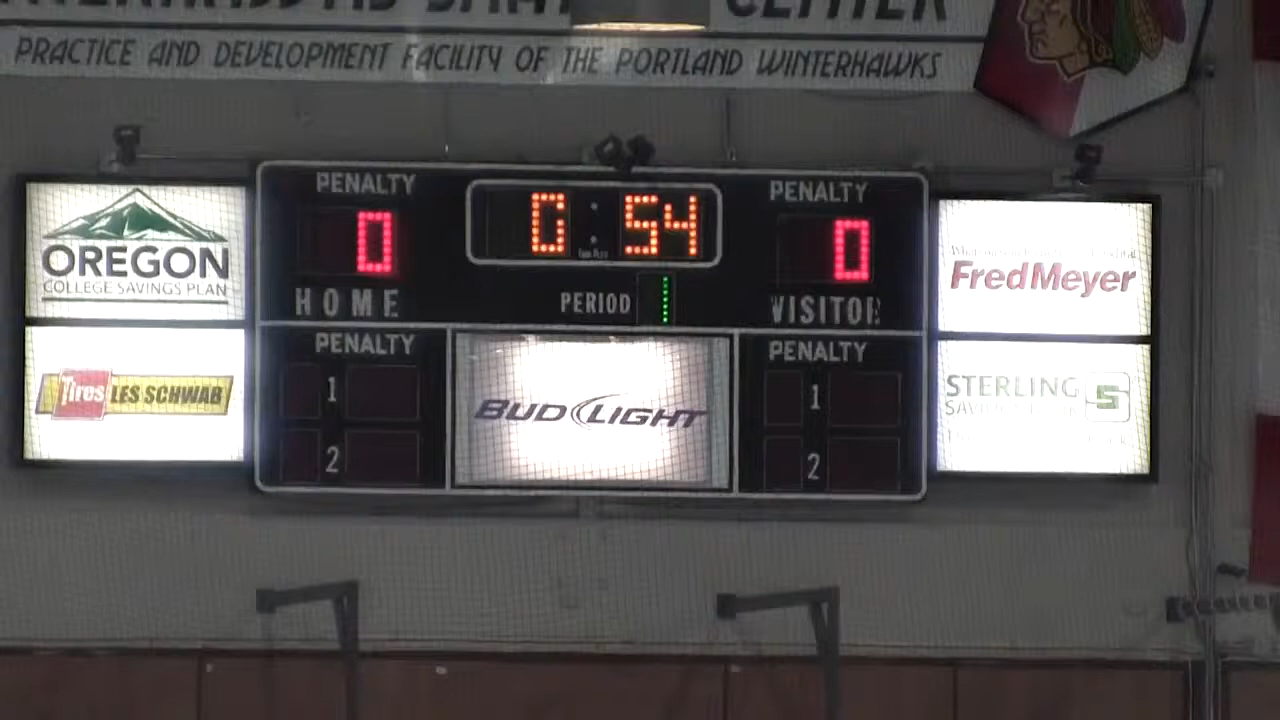 CENTER
PRACTICE AND DEVELOPMENT FACILITY OF THE PORTLAND WINTERHAWKS
PENALTY
0:54
PENALTY
0
0
HOME
PERIOD 1
VISITOR
PENALTY
1
2
PENALTY
1
2
OREGON
COLLEGE SAVINGS PLAN
Tires LES SCHWAB
BUD LIGHT
FredMeyer
STERLING S